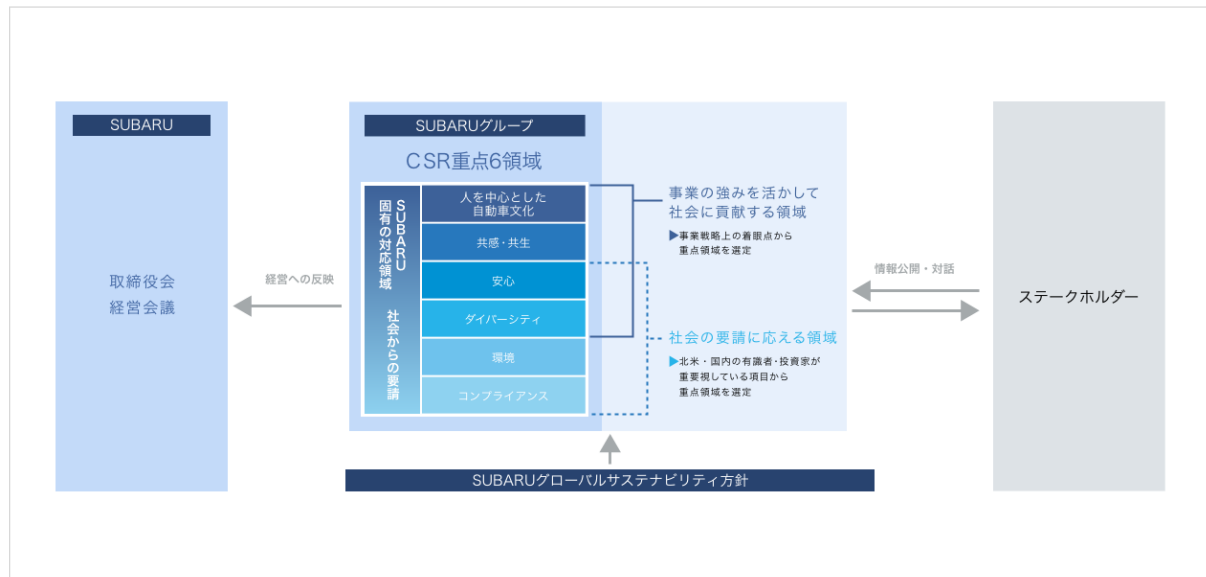 SUBARU
取締役会
経営会議
経営への反映
SUBARUグループ
CSR重点6領域
SUBARU
固有の対応領域
社会からの要請
人を中心とした
自動車文化
共感・共生
安心
ダイバーシティ
環境
コンプライアンス
事業の強みを活かして
社会に貢献する領域
▶事業戦略上の着眼点から
重点領域を選定
社会の要請に応える領域
▶北米・国内の有識者・投資家が
重要視している項目から
重点領域を選定
SUBARUグローバルサステナビリティ方針
情報公開・対話
ステークホルダー